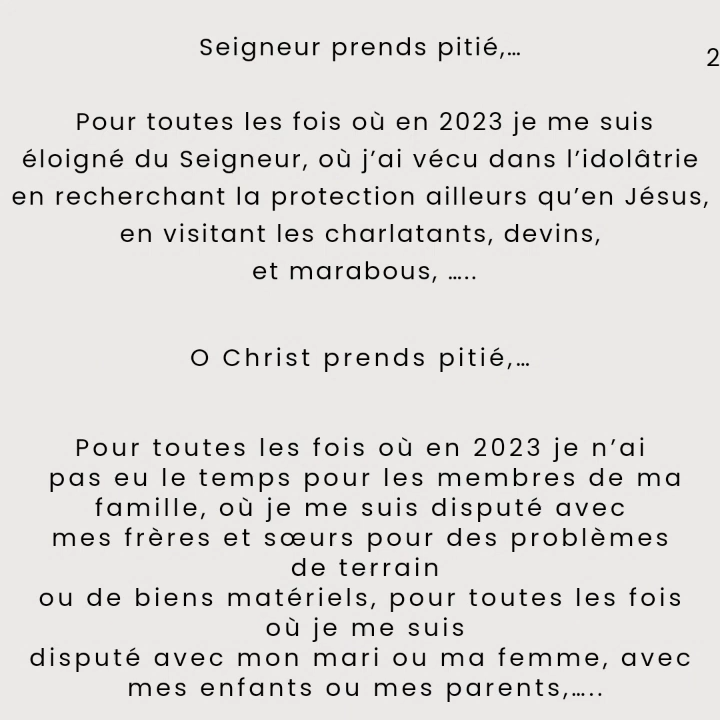 Seigneur prends pitié,…
2
Pour toutes les fois où en 2023 je me suis
éloigné du Seigneur, où j’ai vécu dans l’idolâtrie
en recherchant la protection ailleurs qu’en Jésus,
en visitant les charlatants, devins,
et marabous, …..
O Christ prends pitié,…
Pour toutes les fois où en 2023 je n’ai
pas eu le temps pour les membres de ma
famille, où je me suis disputé avec
mes frères et sœurs pour des problèmes
de terrain
ou de biens matériels, pour toutes les fois
où je me suis
disputé avec mon mari ou ma femme, avec
mes enfants ou mes parents,…..